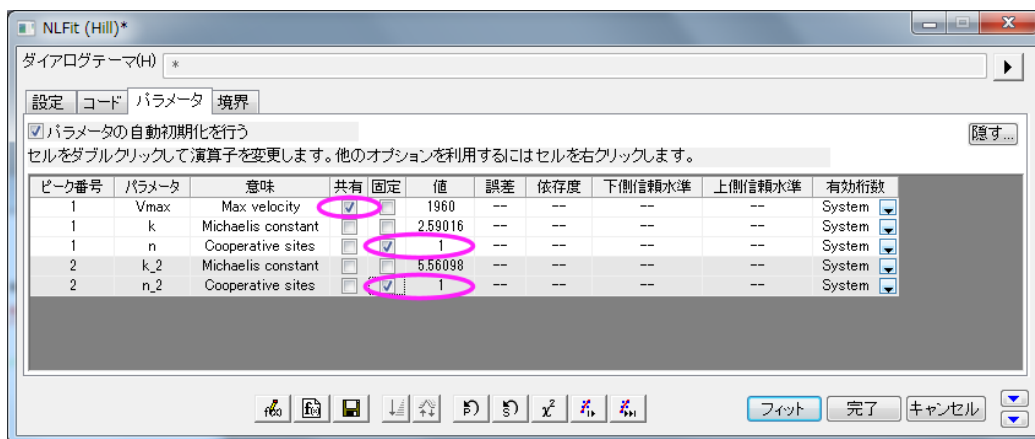 NLFit (Hill)*
ダイアログテーマ(H) *
設定 コード パラメータ 境界
パラメータの自動初期化を行う 隠す...
セルをダブルクリックして演算子を変更します。他のオプションを利用するにはセルを右クリックします。
ピーク番号 パラメータ 意味 共有 固定 値 誤差 依存度 下側信頼水準 上側信頼水準 有効桁数
1 Vmax Max velocity 1960 -- -- -- -- System
1 k Michaelis constant 2.59016 -- -- -- -- System
1 n Cooperative sites 1 -- -- -- -- System
2 k_2 Michaelis constant 5.56098 -- -- -- -- System
2 n_2 Cooperative sites 1 -- -- -- -- System
フィット 完了 キャンセル